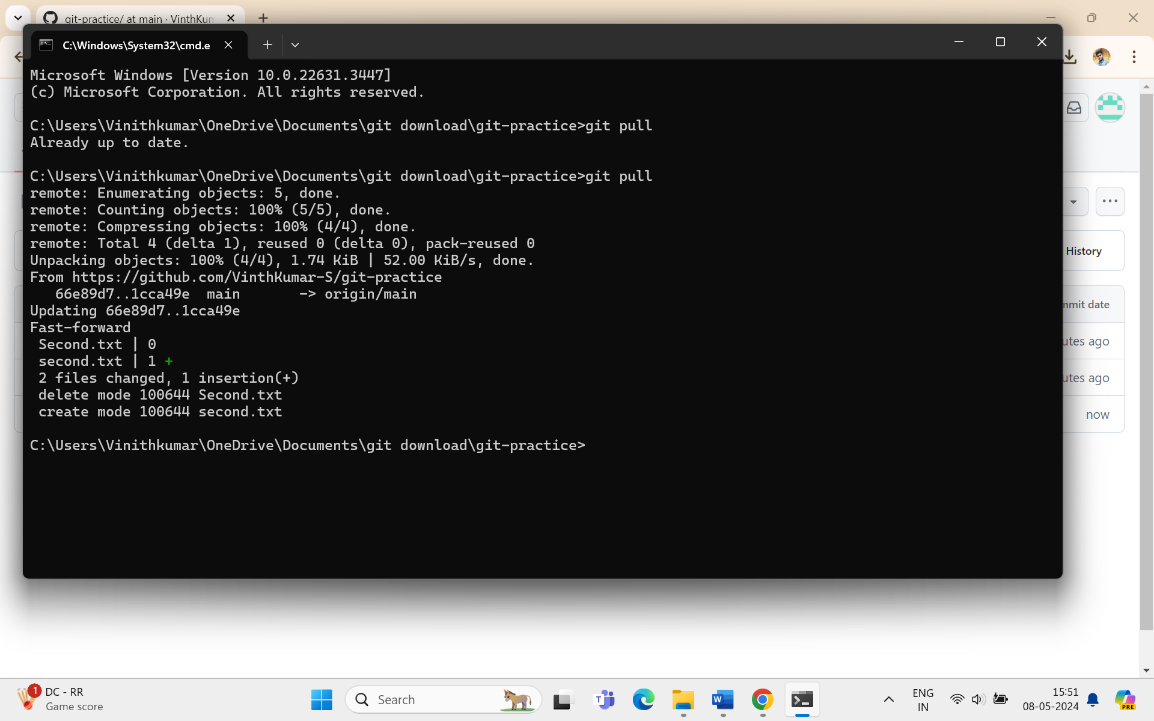 git-practice/ at main · VinthKun
C:\Windows\System32\cmd.e
Microsoft Windows [Version 10.0.22631.3447]
(c) Microsoft Corporation. All rights reserved.
C:\Users\Vinithkumar\OneDrive\Documents\git download\git-practice>git pull
Already up to date.
C:\Users\Vinithkumar\OneDrive\Documents\git download\git-practice>git pull
remote: Enumerating objects: 5, done.
remote: Counting objects: 100% (5/5), done.
remote: Compressing objects: 100% (4/4), done.
remote: Total 4 (delta 1), reused 0 (delta 0), pack-reused 0
Unpacking objects: 100% (4/4), 1.74 KiB | 52.00 KiB/s, done.
From https://github.com/VinthKumar-S/git-practice
66e89d7..1cca49e  main       -> origin/main
Updating 66e89d7..1cca49e
Fast-forward
Second.txt | 0
second.txt | 1 +
2 files changed, 1 insertion(+)
delete mode 100644 Second.txt
create mode 100644 second.txt
C:\Users\Vinithkumar\OneDrive\Documents\git download\git-practice>
History
mmit date
utes ago
utes ago
now
1
DC - RR
Game score
Search
ENG
IN
15:51
08-05-2024
PRE